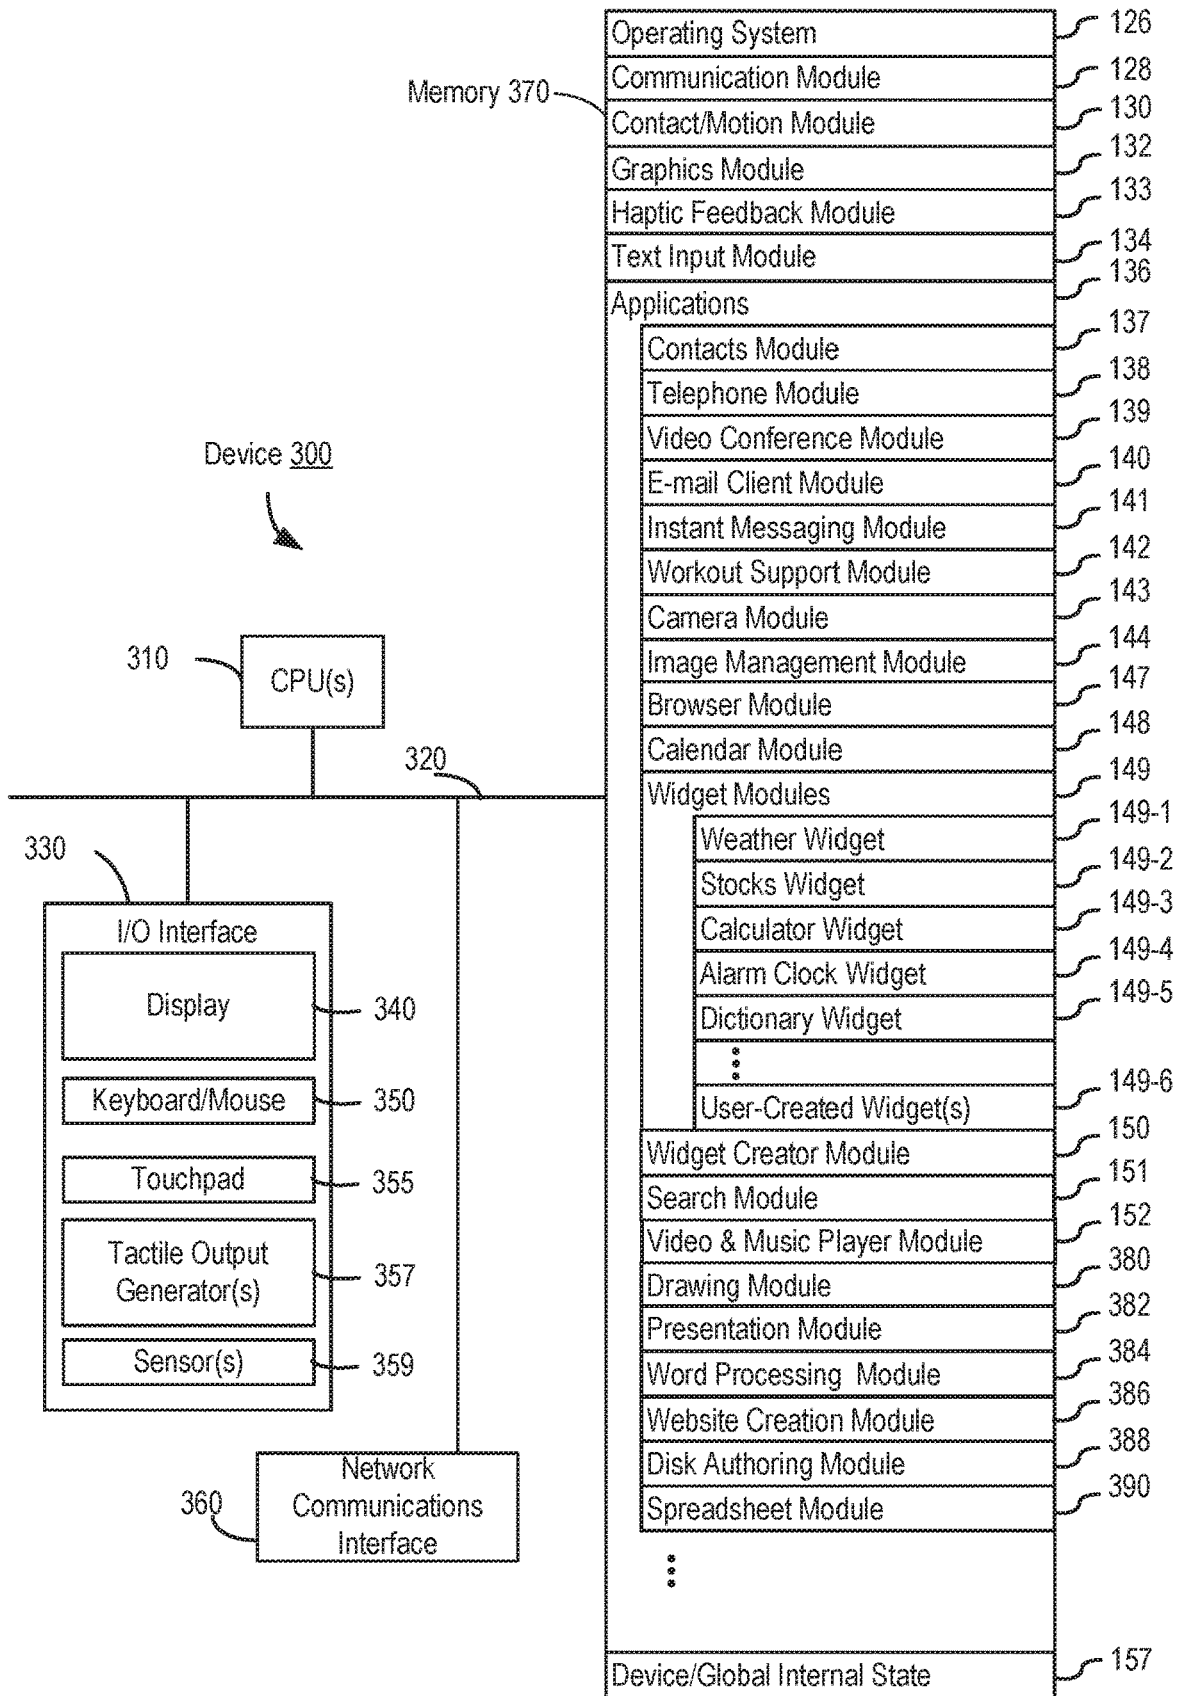 Operating System 126
Memory 370
Communication Module 128
Contact/Motion Module 130
Graphics Module 132
Haptic Feedback Module 133
Text Input Module 134
Applications 136
Contacts Module 137
Telephone Module 138
Video Conference Module 139
E-mail Client Module 140
Instant Messaging Module 141
Workout Support Module 142
Camera Module 143
Image Management Module 144
Browser Module 147
Calendar Module 148
Widget Modules 149
Weather Widget 149-1
Stocks Widget 149-2
Calculator Widget 149-3
Alarm Clock Widget 149-4
Dictionary Widget 149-5
User-Created Widget(s) 149-6
Widget Creator Module 150
Search Module 151
Video & Music Player Module 152
Drawing Module 380
Presentation Module 382
Word Processing Module 384
Website Creation Module 386
Disk Authoring Module 388
Spreadsheet Module 390
Device/Global Internal State 157
Device 300
310
CPU(s)
320
330
I/O Interface
Display 340
Keyboard/Mouse 350
Touchpad 355
Tactile Output
Generator(s) 357
Sensor(s) 359
360
Network
Communications
Interface